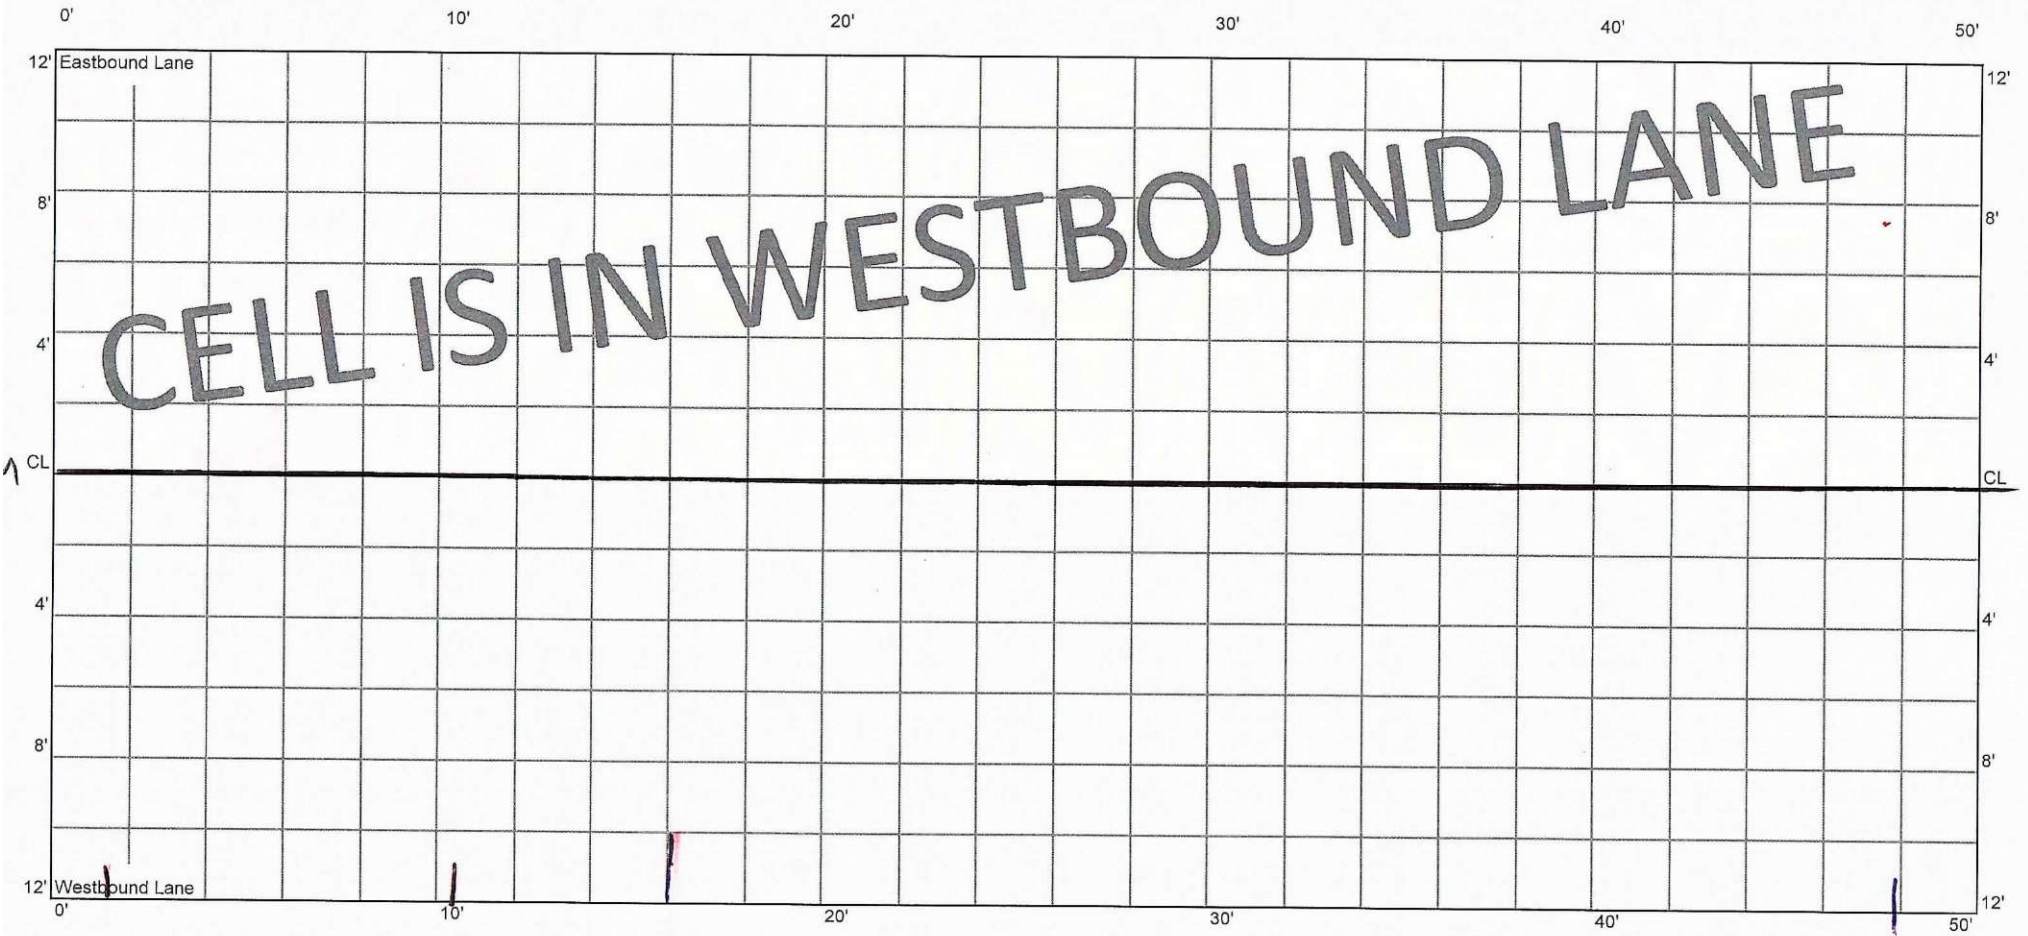 0' 10' 20' 30' 40' 50'
12' Eastbound Lane 12'
8' 8'
CELL IS IN WESTBOUND LANE
4' 4'
CL CL
4' 4'
8' 8'
12' Westbound Lane 12'
0' 10' 20' 30' 40' 50'